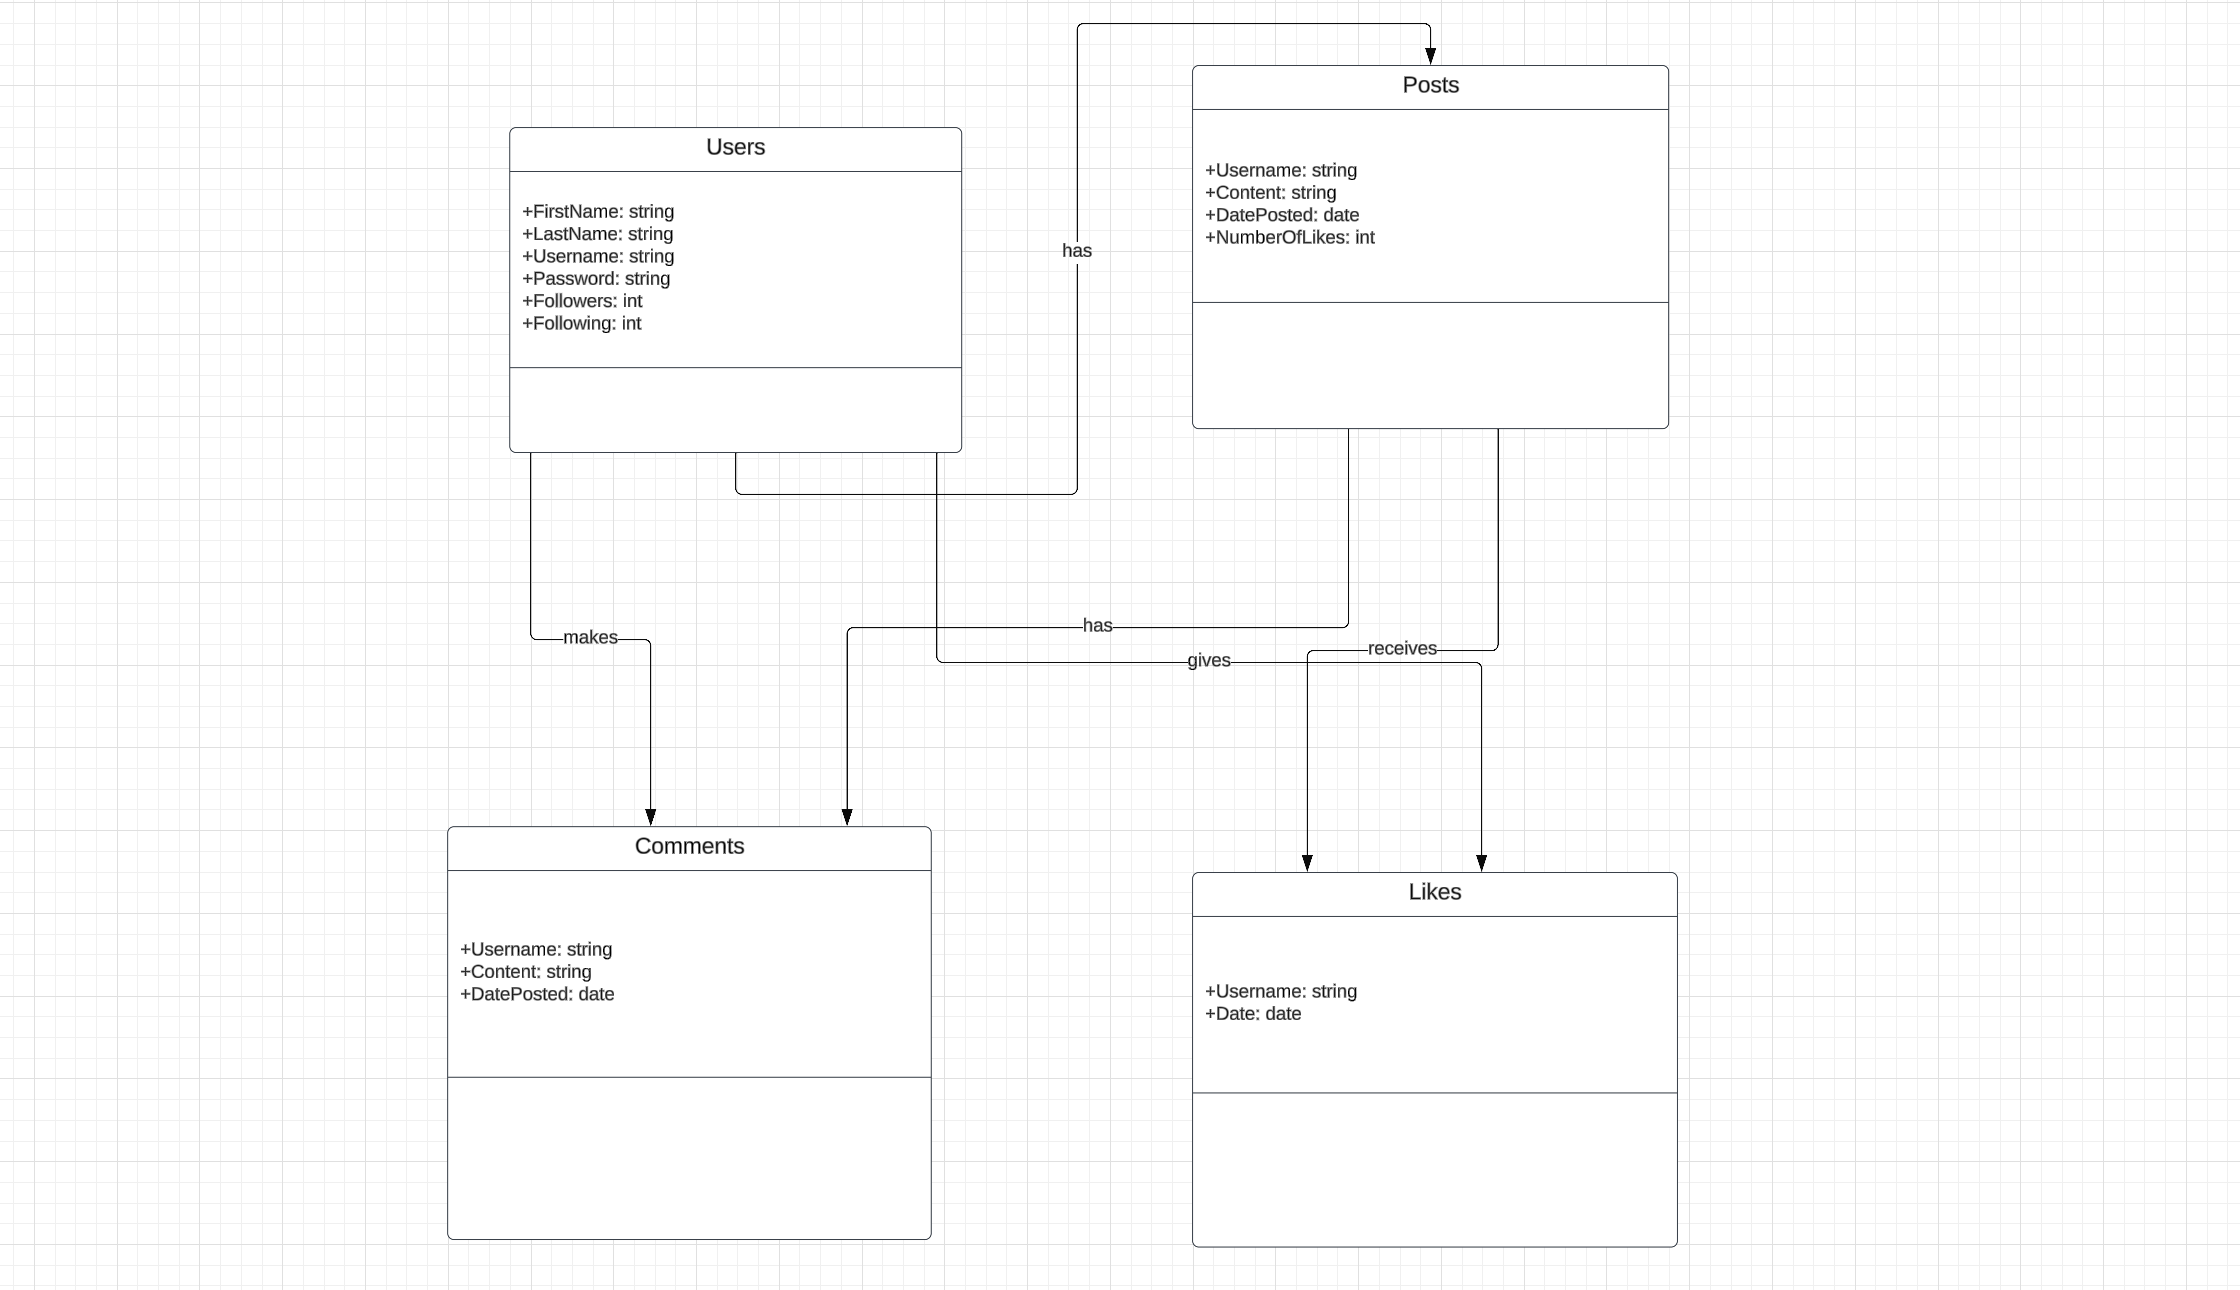 Users
+FirstName: string
+LastName: string
+Username: string
+Password: string
+Followers: int
+Following: int
has
Posts
+Username: string
+Content: string
+DatePosted: date
+NumberOfLikes: int
makes
has
gives
receives
Comments
+Username: string
+Content: string
+DatePosted: date
Likes
+Username: string
+Date: date